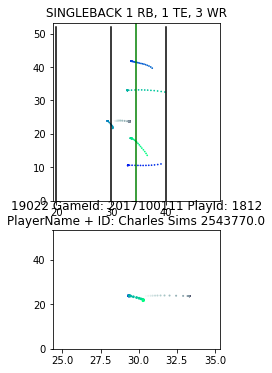 SINGLEBACK 1 RB, 1 TE, 3 WR
50
40
30
20
10
0
20 30 40
19022 GameId: 2017100111 PlayId: 1812
PlayerName + ID: Charles Sims 2543770.0
40
20
0
25.0 27.5 30.0 32.5 35.0